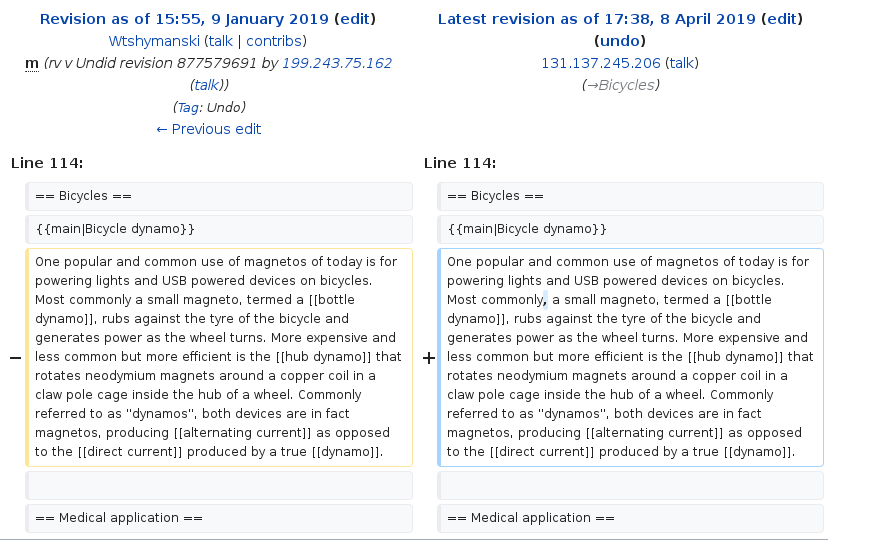 Revision as of 15:55, 9 January 2019 (edit)
Wtshymanski (talk | contribs)
m (rv v Undid revision 877579691 by 199.243.75.162
(talk))
(Tag: Undo)
← Previous edit
Latest revision as of 17:38, 8 April 2019 (edit)
(undo)
131.137.245.206 (talk)
(→Bicycles)
Line 114:
Line 114:
== Bicycles ==
== Bicycles ==
{{main|Bicycle dynamo}}
{{main|Bicycle dynamo}}
−
One popular and common use of magnetos of today is for
powering lights and USB powered devices on bicycles.
Most commonly a small magneto, termed a [[bottle
dynamo]], rubs against the tyre of the bicycle and
generates power as the wheel turns. More expensive and
less common but more efficient is the [[hub dynamo]] that
rotates neodymium magnets around a copper coil in a
claw pole cage inside the hub of a wheel. Commonly
referred to as "dynamos", both devices are in fact
magnetos, producing [[alternating current]] as opposed
to the [[direct current]] produced by a true [[dynamo]].
+
One popular and common use of magnetos of today is for
powering lights and USB powered devices on bicycles.
Most commonly, a small magneto, termed a [[bottle
dynamo]], rubs against the tyre of the bicycle and
generates power as the wheel turns. More expensive and
less common but more efficient is the [[hub dynamo]] that
rotates neodymium magnets around a copper coil in a
claw pole cage inside the hub of a wheel. Commonly
referred to as "dynamos", both devices are in fact
magnetos, producing [[alternating current]] as opposed
to the [[direct current]] produced by a true [[dynamo]].
== Medical application ==
== Medical application ==